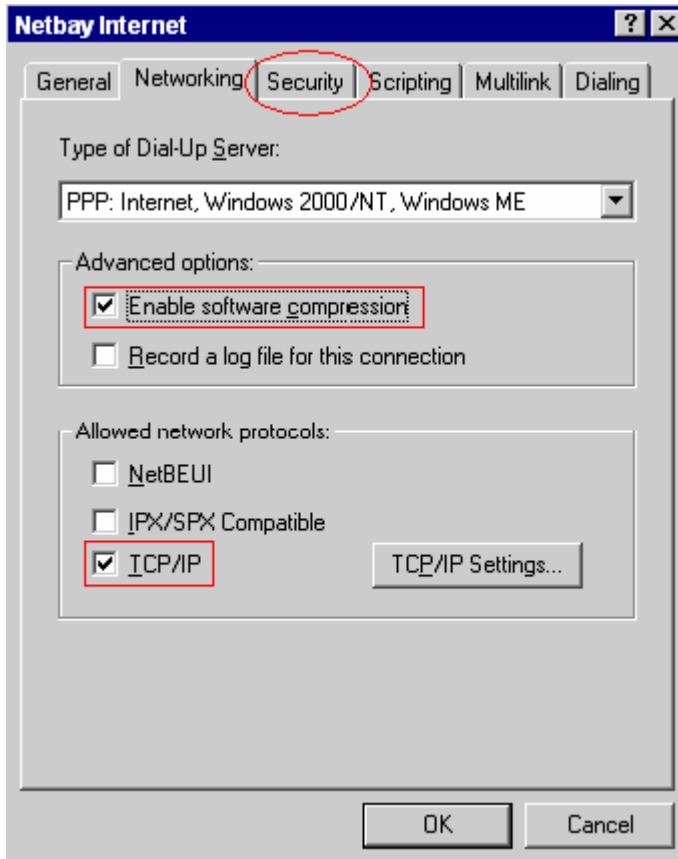 Netbay Internet
General Networking Security Scripting Multilink Dialing
Type of Dial-Up Server:
PPP: Internet, Windows 2000/NT, Windows ME
Advanced options:
Enable software compression
Record a log file for this connection
Allowed network protocols:
NetBEUI
IPX/SPX Compatible
TCP/IP TCP/IP Settings...
OK Cancel